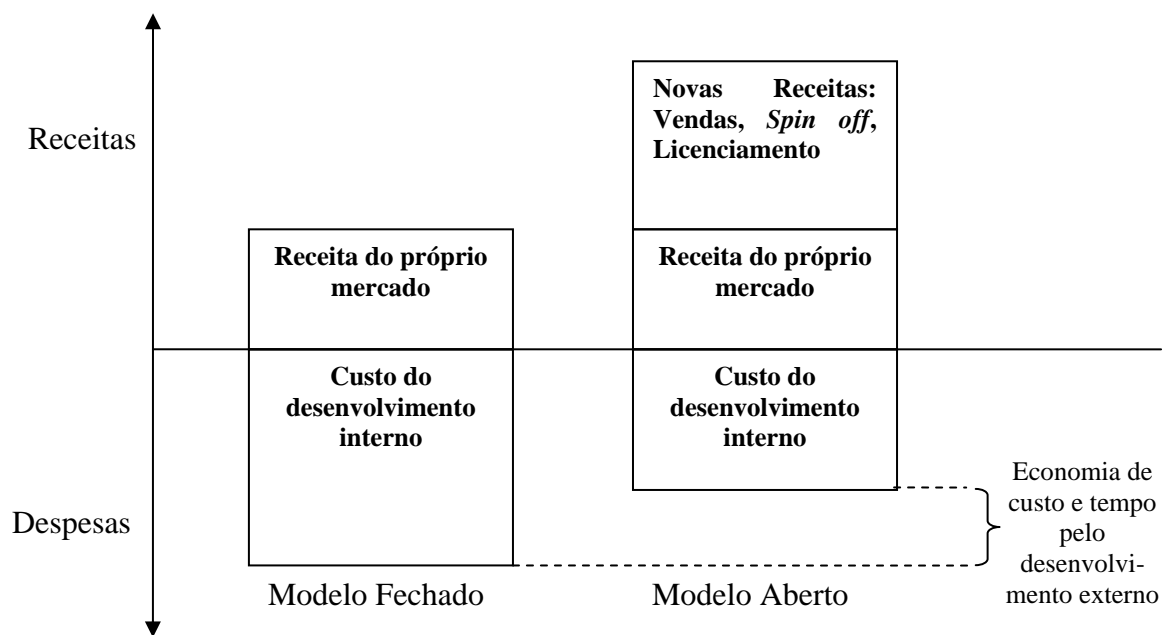 Novas Receitas:
Vendas, Spin off,
Licenciamento
Receitas
Receita do próprio
mercado
Receita do próprio
mercado
Custo do
desenvolvimento
interno
Custo do
desenvolvimento
interno
Despesas
Economia de
custo e tempo
pelo
desenvolvi-
mento externo
Modelo Fechado
Modelo Aberto